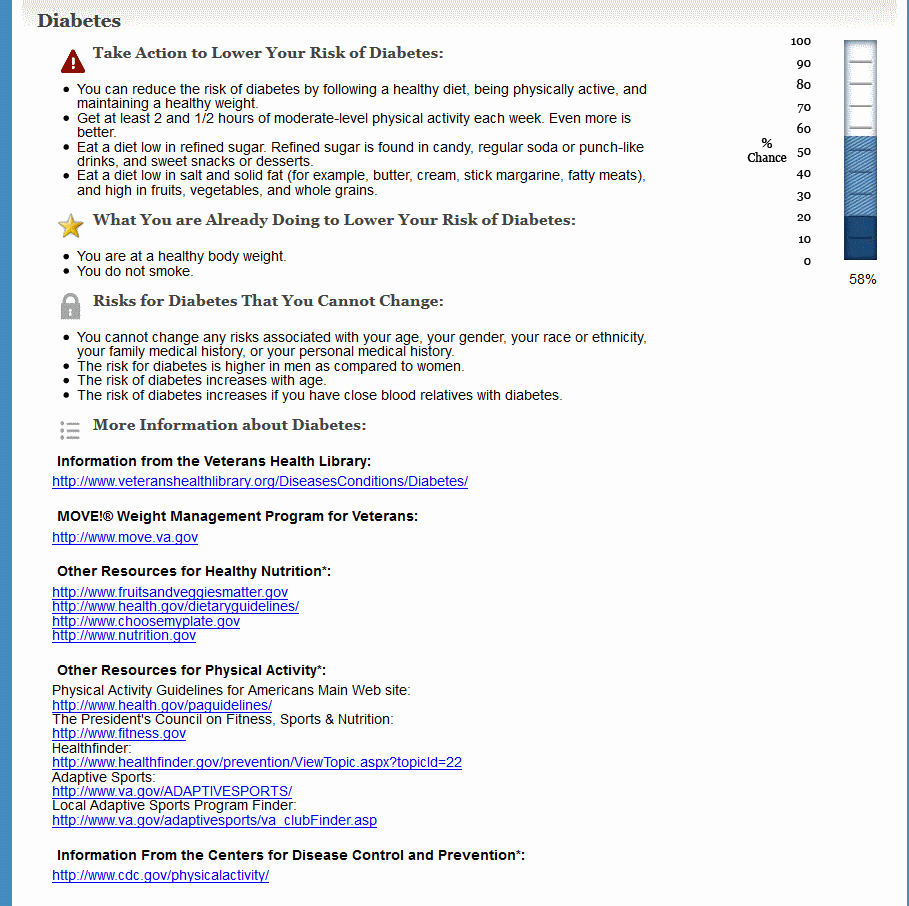 Diabetes
Take Action to Lower Your Risk of Diabetes:
You can reduce the risk of diabetes by following a healthy diet, being physically active, and
maintaining a healthy weight.
Get at least 2 and 1/2 hours of moderate-level physical activity each week. Even more is
better.
Eat a diet low in refined sugar. Refined sugar is found in candy, regular soda or punch-like
drinks, and sweet snacks or desserts.
Eat a diet low in salt and solid fat (for example, butter, cream, stick margarine, fatty meats),
and high in fruits, vegetables, and whole grains.
What You are Already Doing to Lower Your Risk of Diabetes:
You are at a healthy body weight.
You do not smoke.
Risks for Diabetes That You Cannot Change:
You cannot change any risks associated with your age, your gender, your race or ethnicity,
your family medical history, or your personal medical history.
The risk for diabetes is higher in men as compared to women.
The risk of diabetes increases with age.
The risk of diabetes increases if you have close blood relatives with diabetes.
More Information about Diabetes:
Information from the Veterans Health Library:
http://www.veteranshealthlibrary.org/DiseasesConditions/Diabetes/
MOVE!® Weight Management Program for Veterans:
http://www.move.va.gov
Other Resources for Healthy Nutrition*:
http://www.fruitsandveggiesmatter.gov
http://www.health.gov/dietaryguidelines/
http://www.choosemyplate.gov
http://www.nutrition.gov
Other Resources for Physical Activity*:
Physical Activity Guidelines for Americans Main Web site:
http://www.health.gov/paguidelines/
The President's Council on Fitness, Sports & Nutrition:
http://www.fitness.gov
Healthfinder:
http://www.healthfinder.gov/prevention/ViewTopic.aspx?topicId=22
Adaptive Sports:
http://www.va.gov/ADAPTIVESPORTS/
Local Adaptive Sports Program Finder:
http://www.va.gov/adaptivesports/va_clubFinder.asp
Information From the Centers for Disease Control and Prevention*:
http://www.cdc.gov/physicalactivity/
100
90
80
70
60
50
40
30
20
10
0
%
Chance
58%